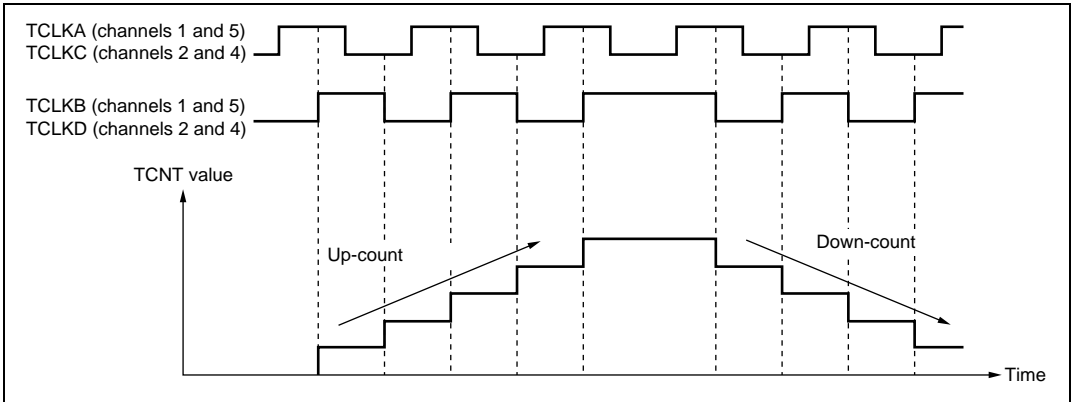 TCLKA (channels 1 and 5)
TCLKC (channels 2 and 4)
TCLKB (channels 1 and 5)
TCLKD (channels 2 and 4)
TCNT value
Up-count
Down-count
Time